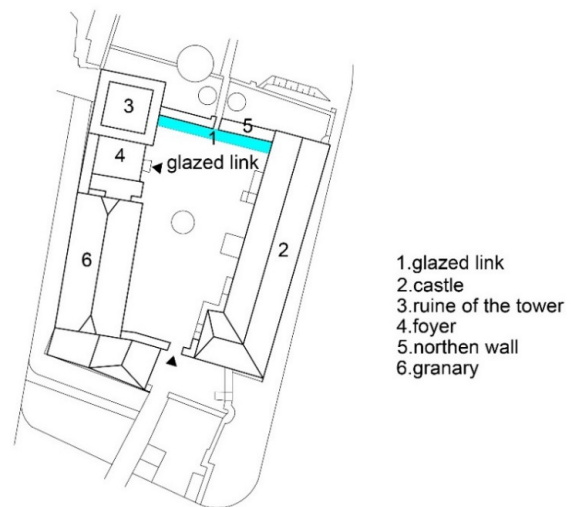 3
5
1
4
glazed link
6
2
1.glazed link
2.castle
3.ruine of the tower
4.foyer
5.northen wall
6.granary